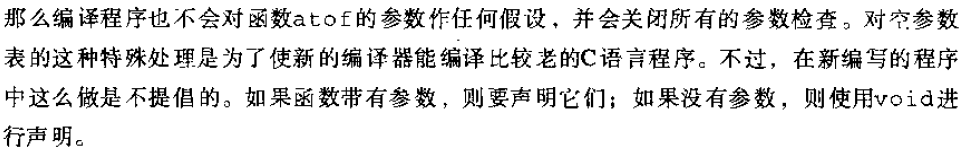 那么编译程序也不会对函数atof的参数作任何假设，并会关闭所有的参数检查。对空参数
表的这种特殊处理是为了使新的编译器能编译比较老的C语言程序。不过，在新编写的程序
中这么做是不提倡的。如果函数带有参数，则要声明它们；如果没有参数，则使用void进
行声明。